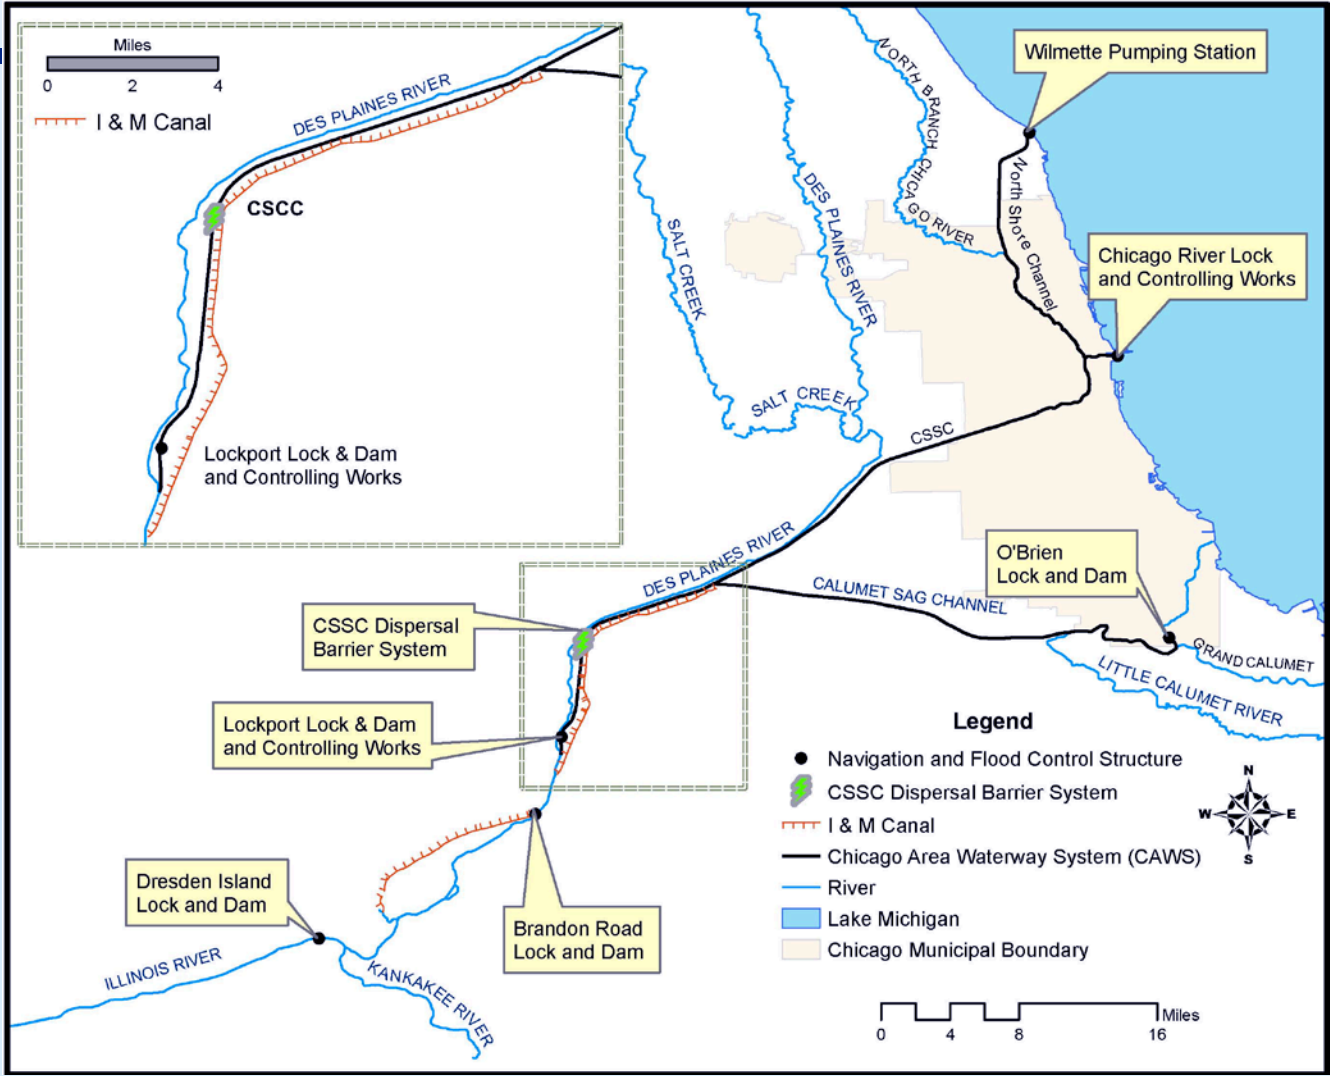 Miles
0 2 4
I & M Canal
DES PLAINES RIVER
CSCC
Lockport Lock & Dam
and Controlling Works
Wilmette Pumping Station
NORTH BRANCH CHICAGO RIVER
North Shore Channel
DES PLAINES RIVER
SALT CREEK
Chicago River Lock
and Controlling Works
SALT CREEK
CSSC
DES PLAINES RIVER
O'Brien
Lock and Dam
CALUMET SAG CHANNEL
CSSC Dispersal
Barrier System
GRAND CALUMET
LITTLE CALUMET RIVER
Lockport Lock & Dam
and Controlling Works
Legend
Navigation and Flood Control Structure
CSSC Dispersal Barrier System
I & M Canal
Chicago Area Waterway System (CAWS)
River
Lake Michigan
Chicago Municipal Boundary
N
W E
S
Dresden Island
Lock and Dam
Brandon Road
Lock and Dam
ILLINOIS RIVER
KANKAKEE RIVER
Miles
0 4 8 16